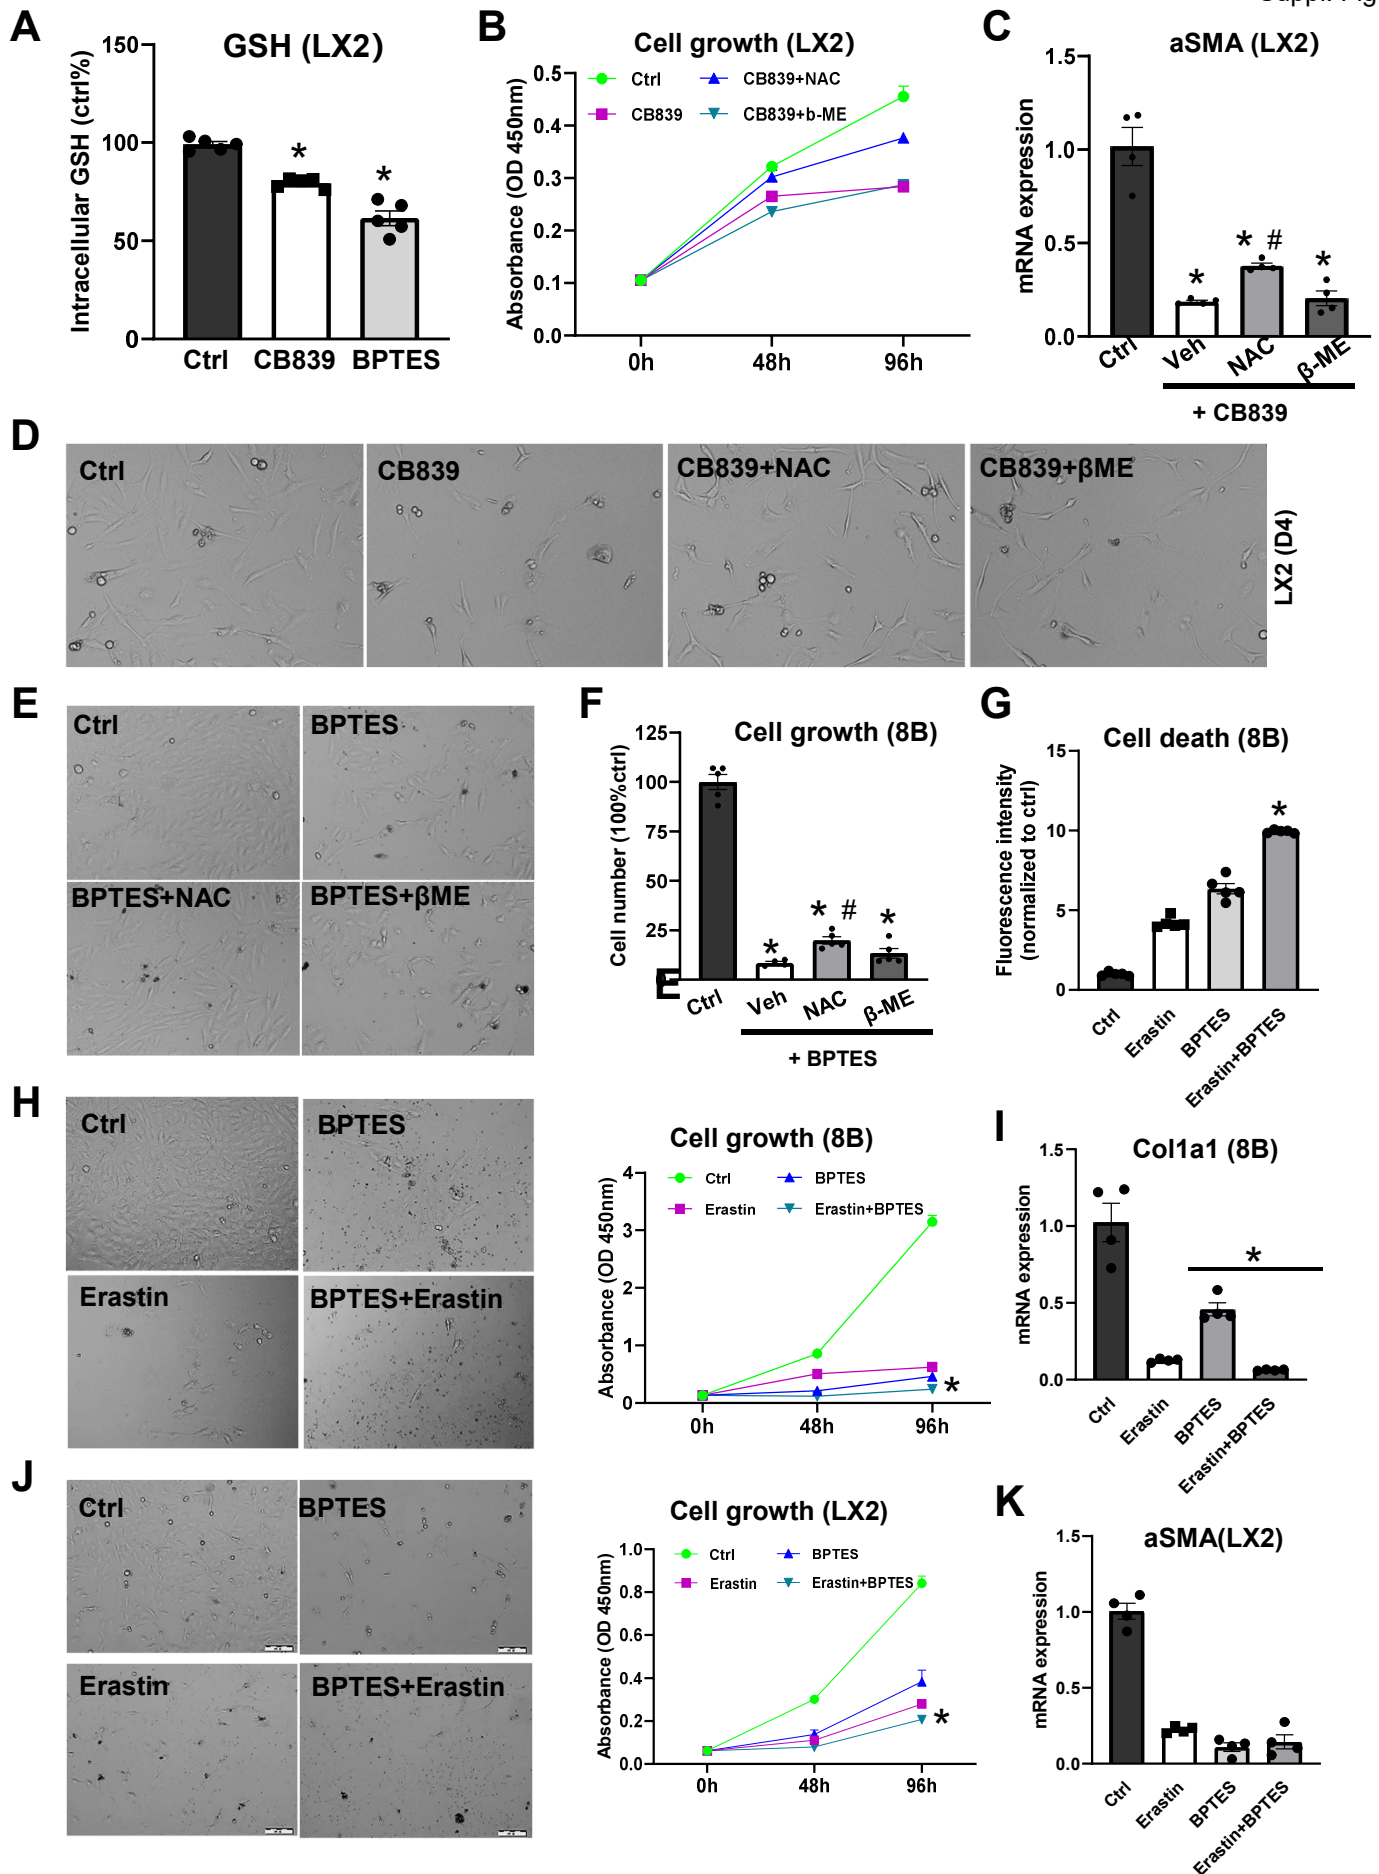 A
GSH (LX2)
Intracellular GSH (ctrl%)
150
100
50
0
*
*
Ctrl CB839 BPTES
B
Cell growth (LX2)
Ctrl
CB839+NAC
CB839
CB839+b-ME
Absorbance (OD 450nm)
0.5
0.4
0.3
0.2
0.1
0.0
0h 48h 96h
C
aSMA (LX2)
mRNA expression
1.5
1.0
0.5
0.0
*
* #
*
Ctrl Veh NAC β-ME
+ CB839
D
Ctrl
CB839
CB839+NAC
CB839+βME
LX2 (D4)
E
Ctrl
BPTES
BPTES+NAC
BPTES+βME
F
Cell growth (8B)
Cell number (100%ctrl)
125
100
75
50
25
*
* #
*
Ctrl Veh NAC β-ME
+ BPTES
G
Cell death (8B)
Fluorescence intensity
(normalized to ctrl)
15
10
5
0
*
Ctrl Erastin BPTES Erastin+BPTES
H
Ctrl
BPTES
Erastin
BPTES+Erastin
Cell growth (8B)
Ctrl
BPTES
Erastin
Erastin+BPTES
Absorbance (OD 450nm)
4
3
2
1
0
*
0h 48h 96h
I
Col1a1 (8B)
mRNA expression
1.5
1.0
0.5
0.0
*
Ctrl Erastin BPTES Erastin+BPTES
J
Ctrl
BPTES
Erastin
BPTES+Erastin
Cell growth (LX2)
Ctrl
BPTES
Erastin
Erastin+BPTES
Absorbance (OD 450nm)
1.0
0.8
0.6
0.4
0.2
0.0
*
0h 48h 96h
K
aSMA(LX2)
mRNA expression
1.5
1.0
0.5
0.0
Ctrl Erastin BPTES Erastin+BPTES